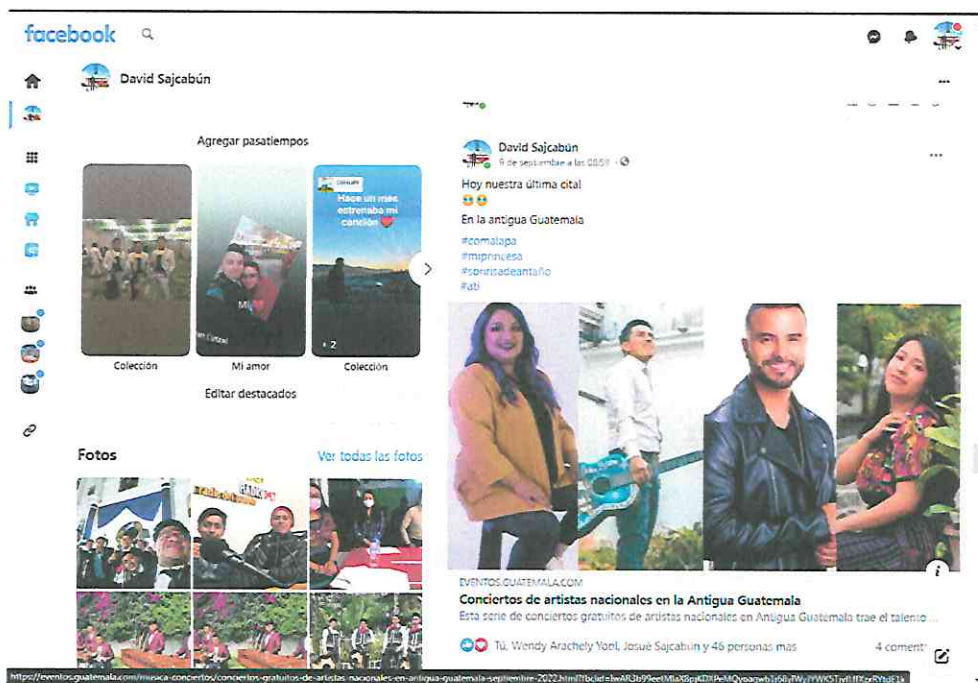 facebook
David Sajcabún
Agregar pasatiempos
Hace un mes
estrenaba mi
canción
+2
Colección
Mi amor
Colección
Editar destacados
Fotos
Ver todas las fotos
David Sajcabún
9 de septiembre a las 08:59
Hoy nuestra última cita!
En la antigua Guatemala
#comalapa
#miprincesa
#sonrisadeantaño
#ati
EVENTOS.GUATEMALA.COM
Conciertos de artistas nacionales en la Antigua Guatemala
Esta serie de conciertos gratuitos de artistas nacionales en Antigua Guatemala trae el talento ...
Tú, Wendy Arachely Yool, Josué Sajcabún y 46 personas más
4 coment